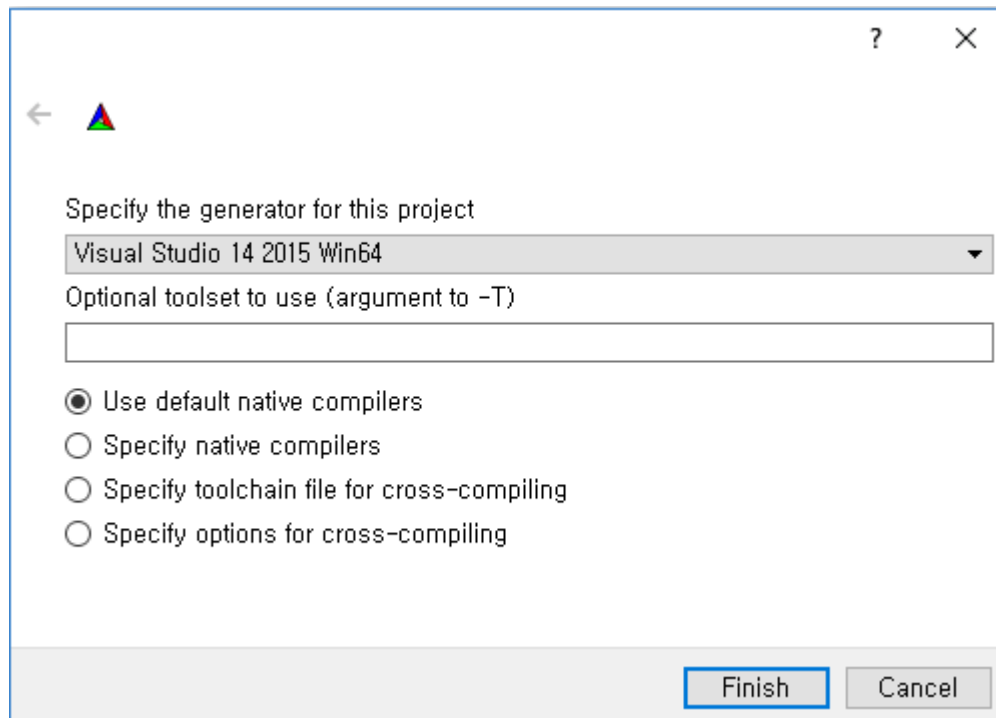 ?
Specify the generator for this project
Visual Studio 14 2015 Win64
Optional toolset to use (argument to -T)
Use default native compilers
Specify native compilers
Specify toolchain file for cross-compiling
Specify options for cross-compiling
Finish Cancel